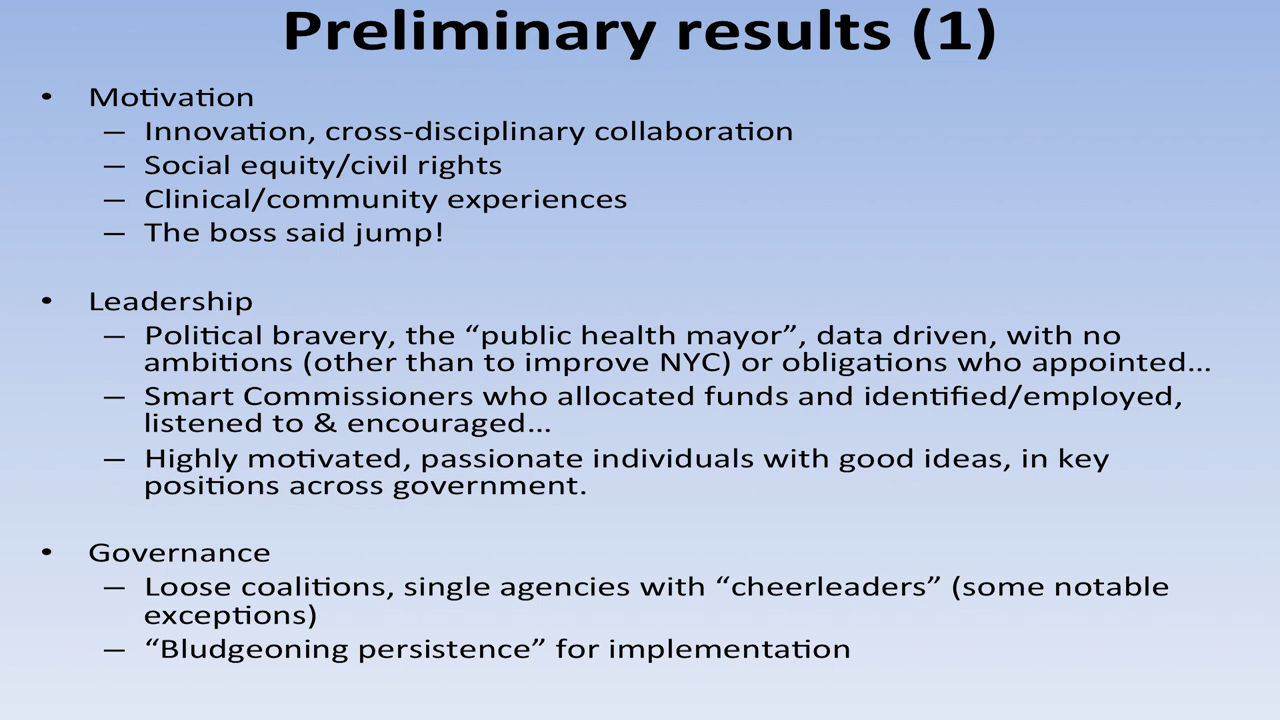 Preliminary results (1)
• Motivation
– Innovation, cross-disciplinary collaboration
– Social equity/civil rights
– Clinical/community experiences
– The boss said jump!
• Leadership
– Political bravery, the “public health mayor”, data driven, with no
ambitions (other than to improve NYC) or obligations who appointed…
– Smart Commissioners who allocated funds and identified/employed,
listened to & encouraged…
– Highly motivated, passionate individuals with good ideas, in key
positions across government.
• Governance
– Loose coalitions, single agencies with “cheerleaders” (some notable
exceptions)
– “Bludgeoning persistence” for implementation